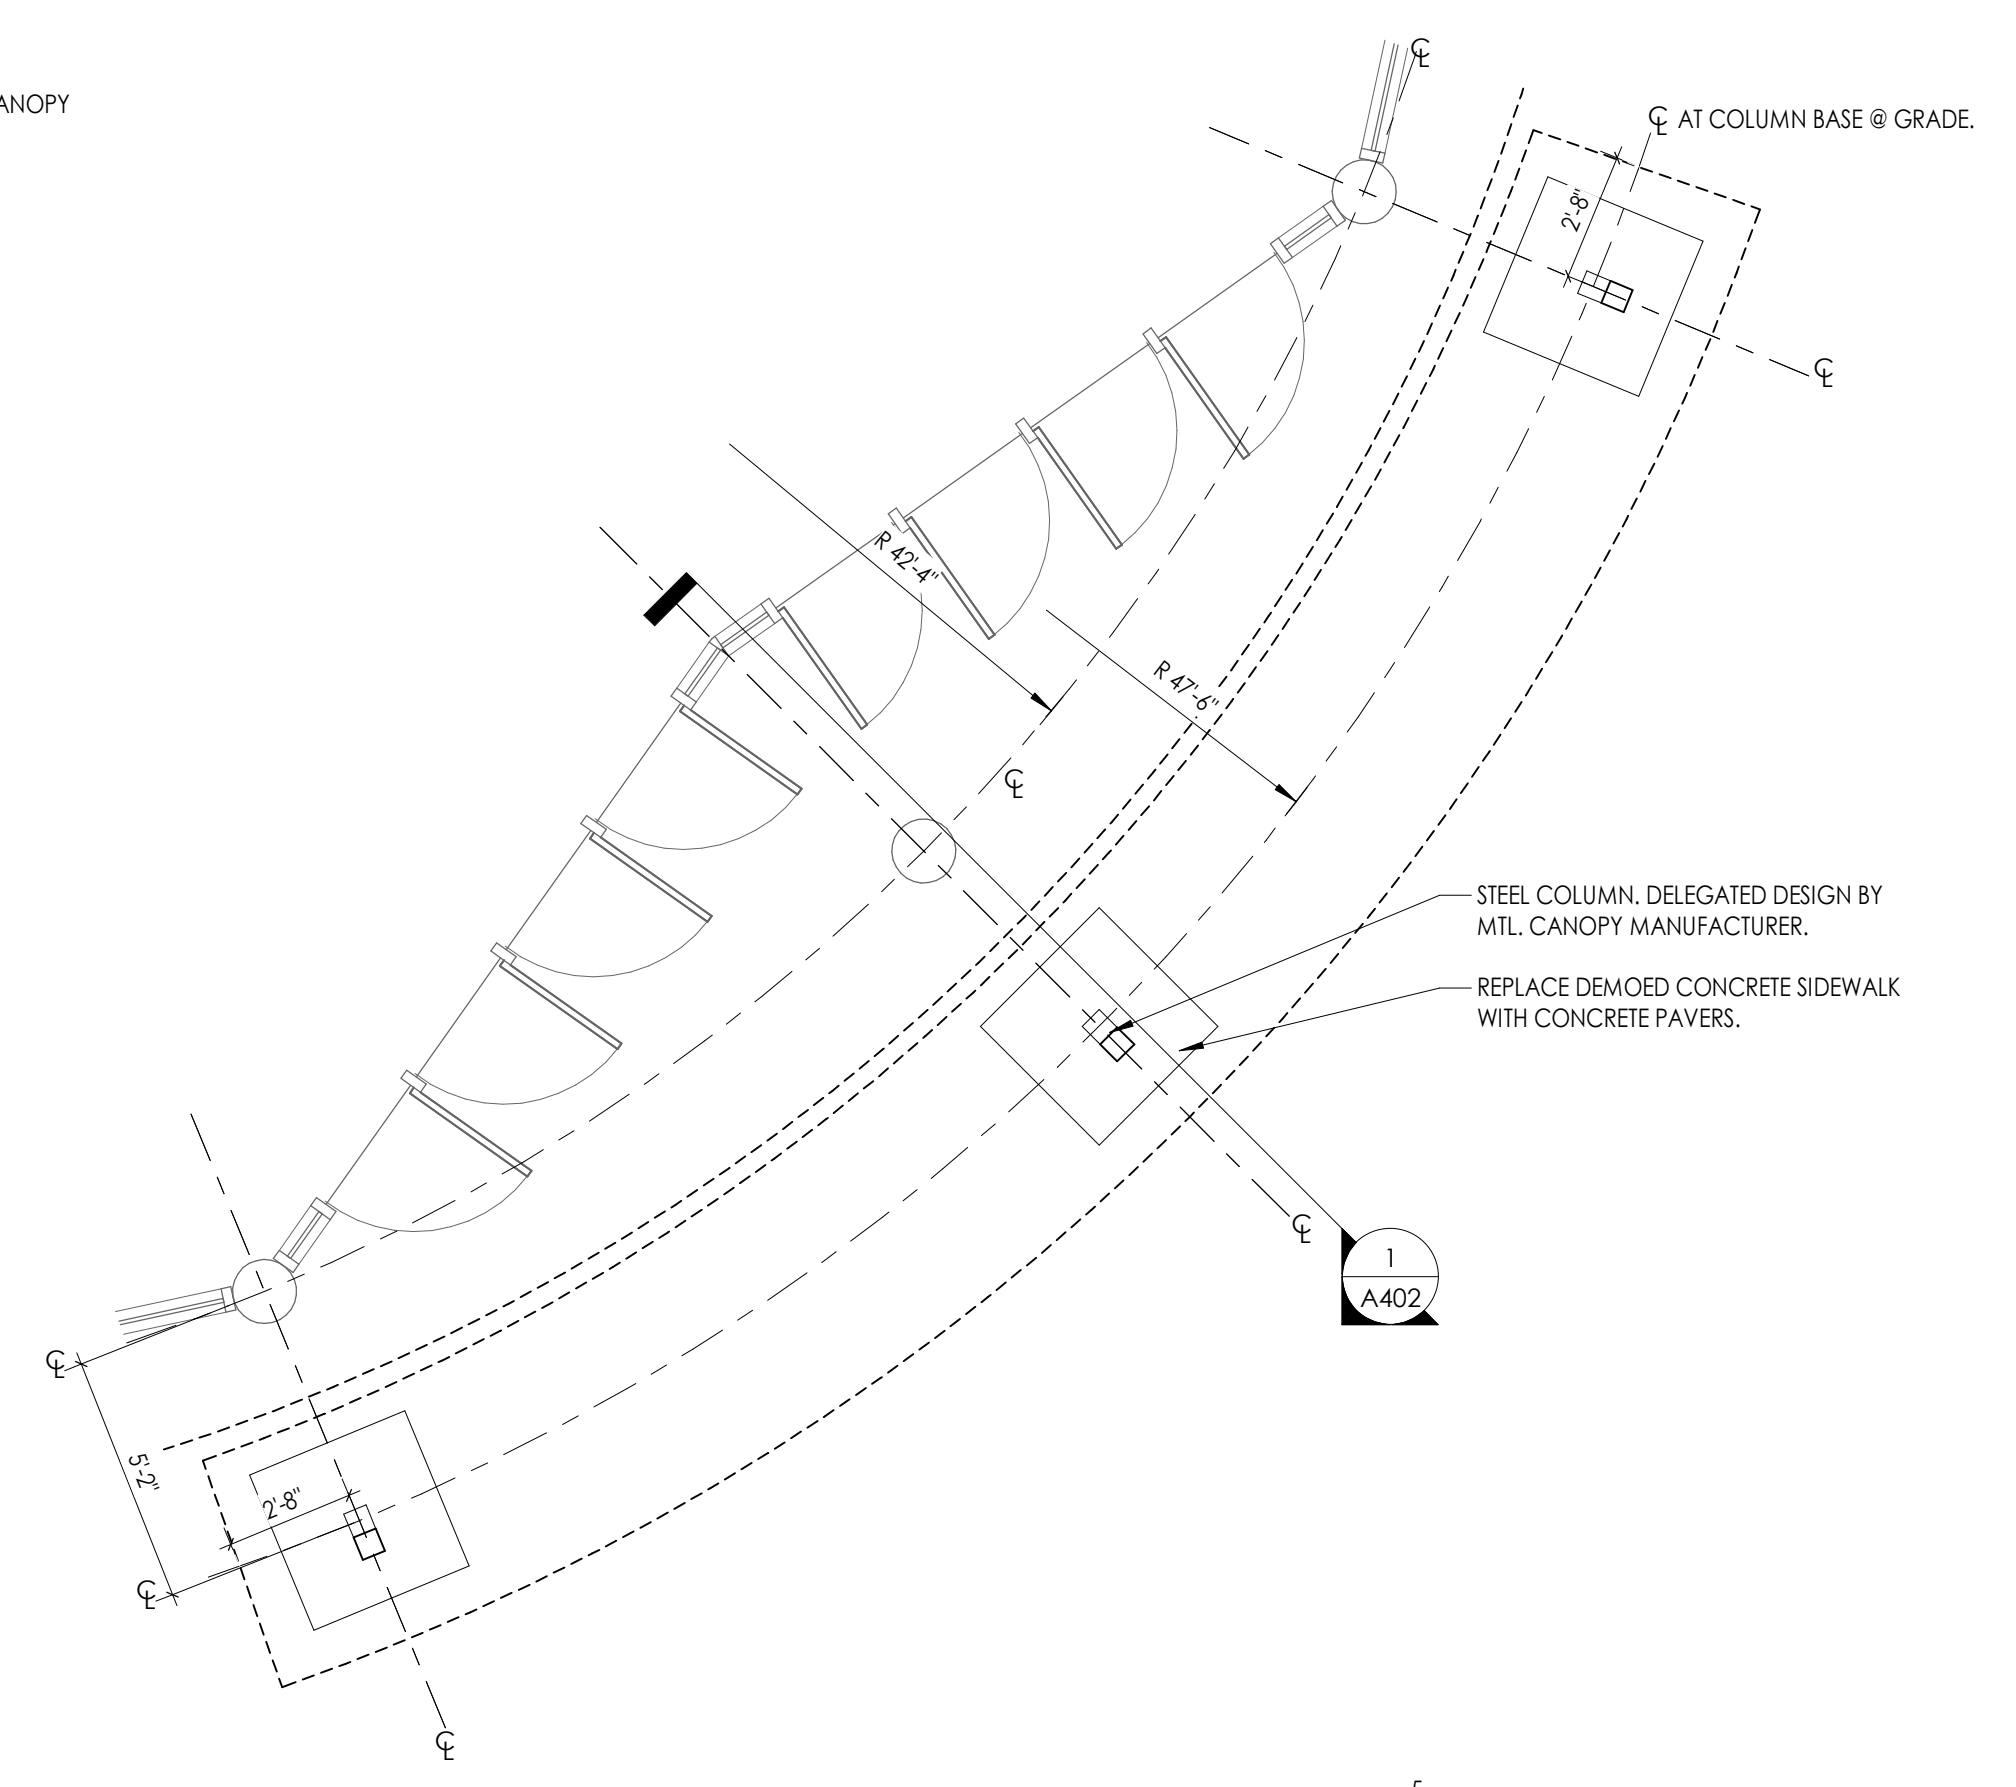 ANOPY
℄
℄ AT COLUMN BASE @ GRADE.
2'-8"
℄
R 42'-4"
R 47'-6"
℄
STEEL COLUMN. DELEGATED DESIGN BY
MTL. CANOPY MANUFACTURER.
REPLACE DEMOED CONCRETE SIDEWALK
WITH CONCRETE PAVERS.
℄
1
A402
℄
5'-2"
2'-8"
℄
℄